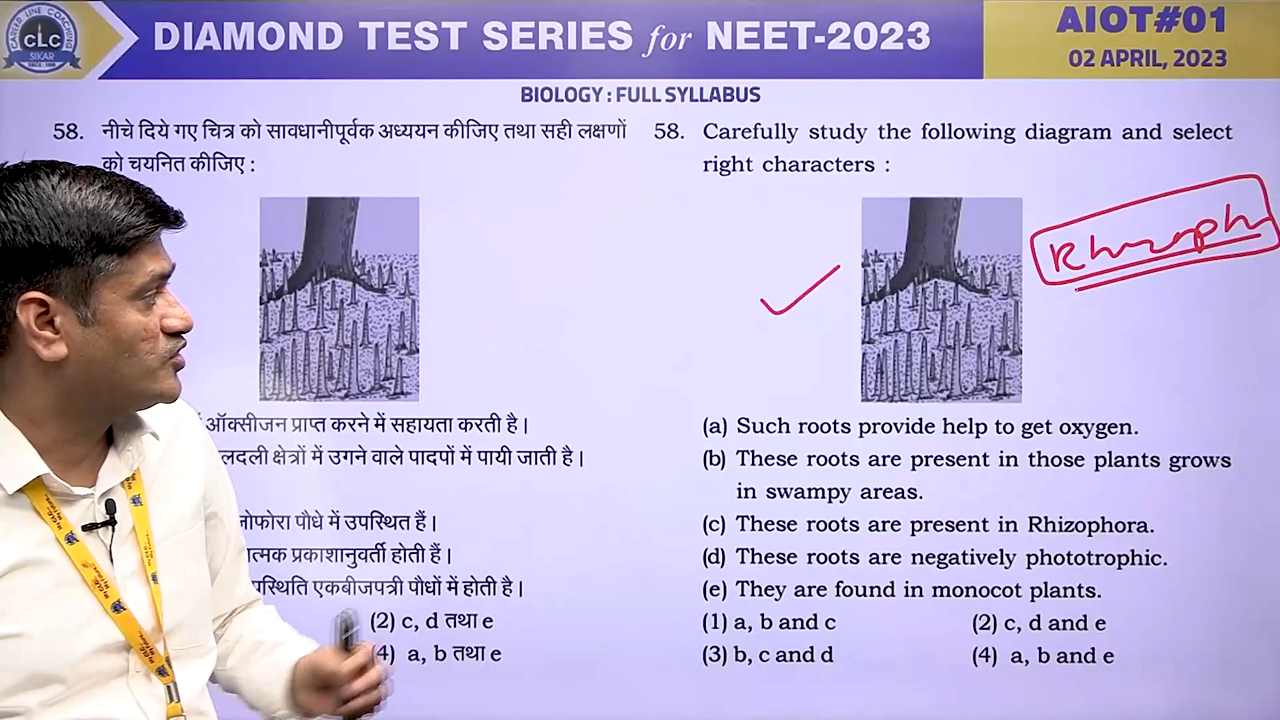 CAREER LINE COACHING
CLC
SIKAR
SINCE : 1996
DIAMOND TEST SERIES for NEET-2023
AIOT#01
02 APRIL, 2023
BIOLOGY : FULL SYLLABUS
58. नीचे दिये गए चित्र को सावधानीपूर्वक अध्ययन कीजिए तथा सही लक्षणों
को चयनित कीजिए :
ऑक्सीजन प्राप्त करने में सहायता करती है।
लदली क्षेत्रों में उगने वाले पादपों में पायी जाती है।
जोफोरा पौधे में उपस्थित हैं।
त्मक प्रकाशानुवर्ती होती हैं।
पस्थिति एकबीजपत्री पौधों में होती है।
(2) c, d तथा e
4) a, b तथा e
58. Carefully study the following diagram and select
right characters :
(a) Such roots provide help to get oxygen.
(b) These roots are present in those plants grows
in swampy areas.
(c) These roots are present in Rhizophora.
(d) These roots are negatively phototrophic.
(e) They are found in monocot plants.
(1) a, b and c (2) c, d and e
(3) b, c and d (4) a, b and e